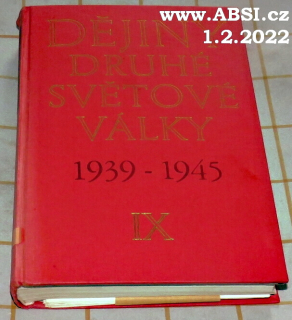 www.ABSI.cz
1.2.2022
DĚJINY
DRUHÉ
SVĚTOVÉ
VÁLKY
1939 - 1945
IX